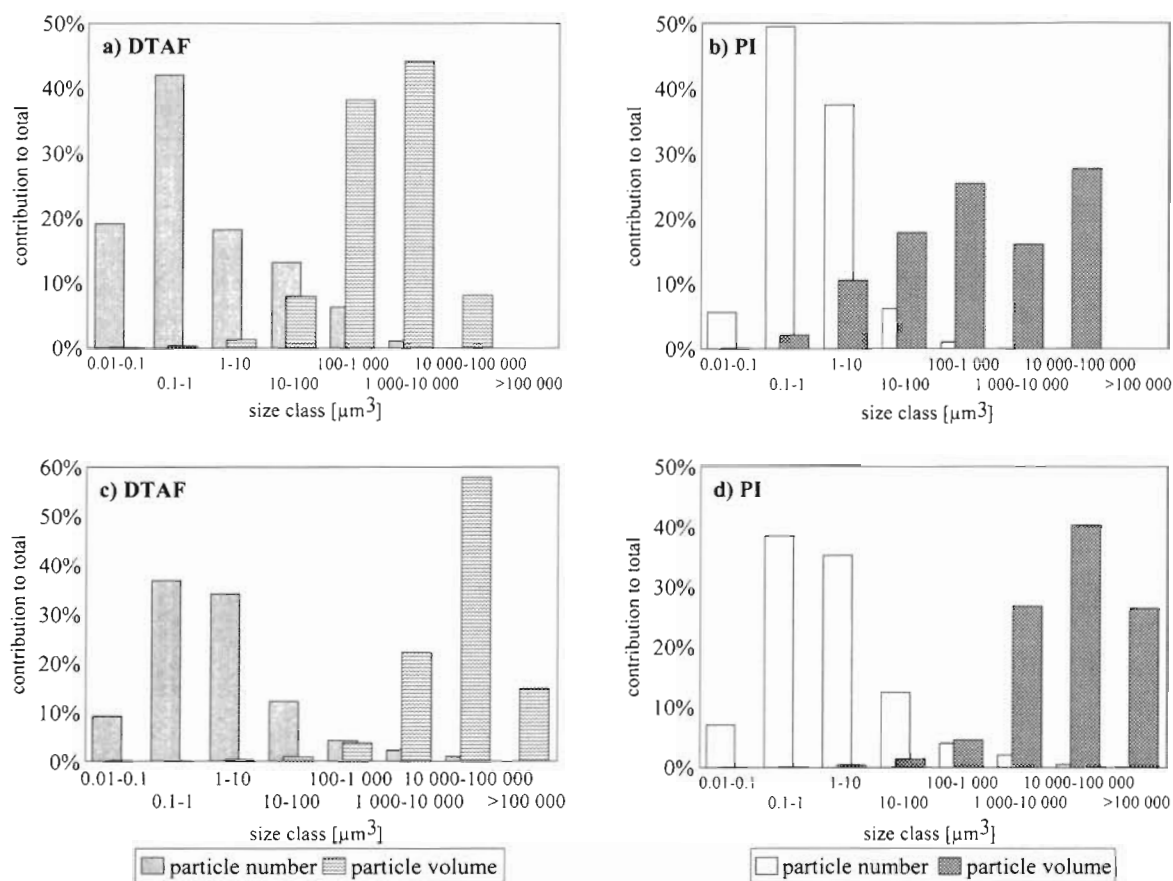 a) DTAF
50%
40%
30%
20%
10%
0%
contribution to total
0.01-0.1 1-10 100-1 000 10 000-100 000
0.1-1 10-100 1 000-10 000 >100 000
size class [µm³]
b) PI
50%
40%
30%
20%
10%
0%
contribution to total
0.01-0.1 1-10 100-1 000 10 000-100 000
0.1-1 10-100 1 000-10 000 >100 000
size class [µm³]
c) DTAF
60%
50%
40%
30%
20%
10%
0%
contribution to total
0.01-0.1 1-10 100-1 000 10 000-100 000
0.1-1 10-100 1 000-10 000 >100 000
size class [µm³]
particle number particle volume
d) PI
50%
40%
30%
20%
10%
0%
contribution to total
0.01-0.1 1-10 100-1 000 10 000-100 000
0.1-1 10-100 1 000-10 000 >100 000
size class [µm³]
particle number particle volume